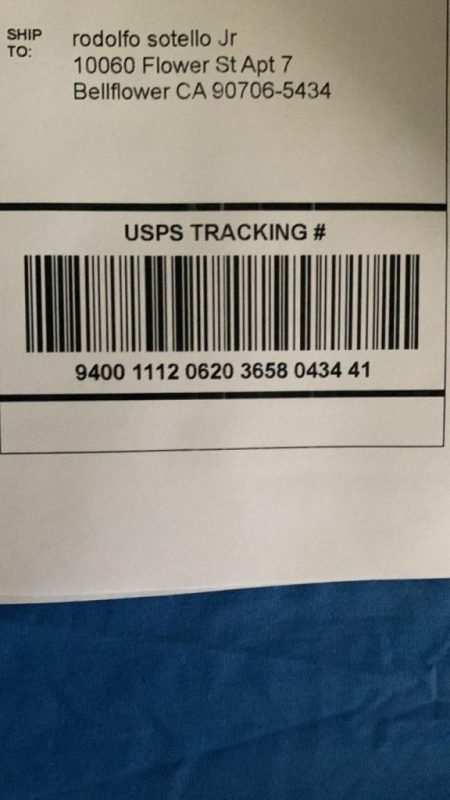 SHIP
TO:
rodolfo sotello Jr
10060 Flower St Apt 7
Bellflower CA 90706-5434
USPS TRACKING #
9400 1112 0620 3658 0434 41